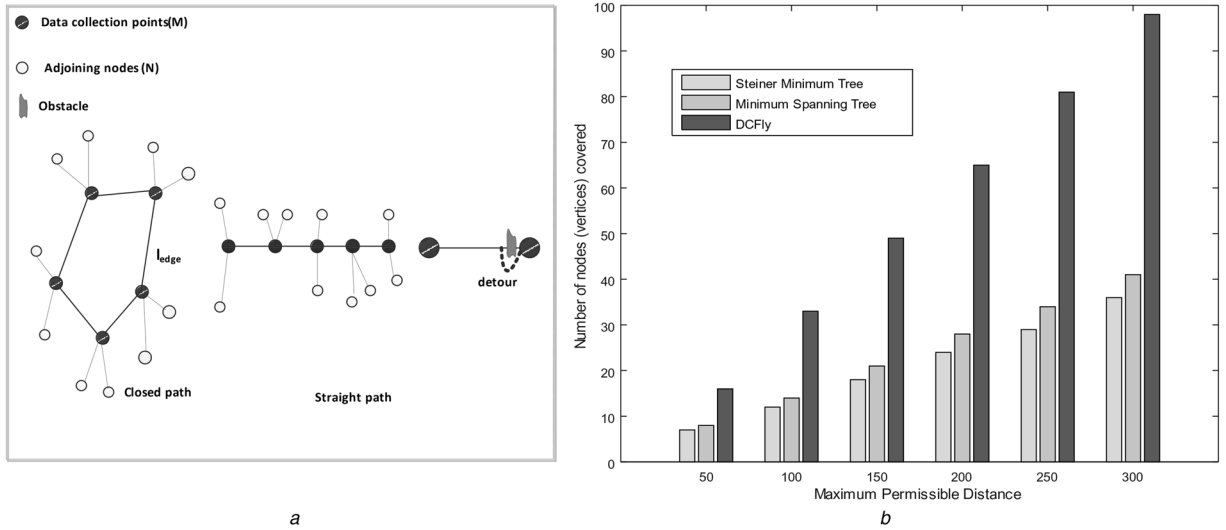 Data collection points(M)
Adjoining nodes (N)
Obstacle
l edge
detour
Closed path
Straight path
a
100
90
80
70
60
50
40
30
20
10
0
Number of nodes (vertices) covered
Steiner Minimum Tree
Minimum Spanning Tree
DCFly
50 100 150 200 250 300
Maximum Permissible Distance
b